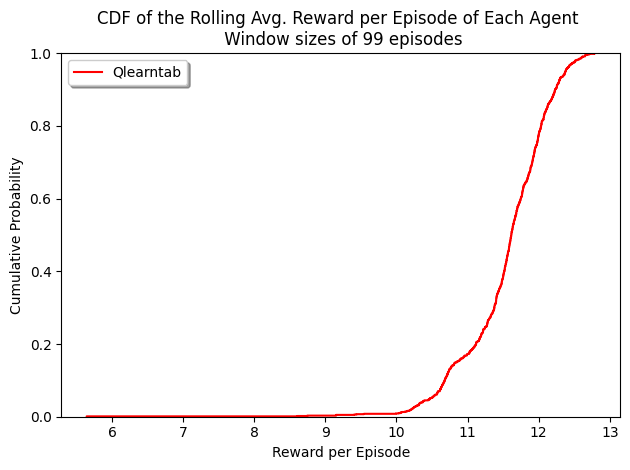 CDF of the Rolling Avg. Reward per Episode of Each Agent
Window sizes of 99 episodes
Qlearntab
Cumulative Probability
1.0
0.8
0.6
0.4
0.2
0.0
6 7 8 9 10 11 12 13
Reward per Episode